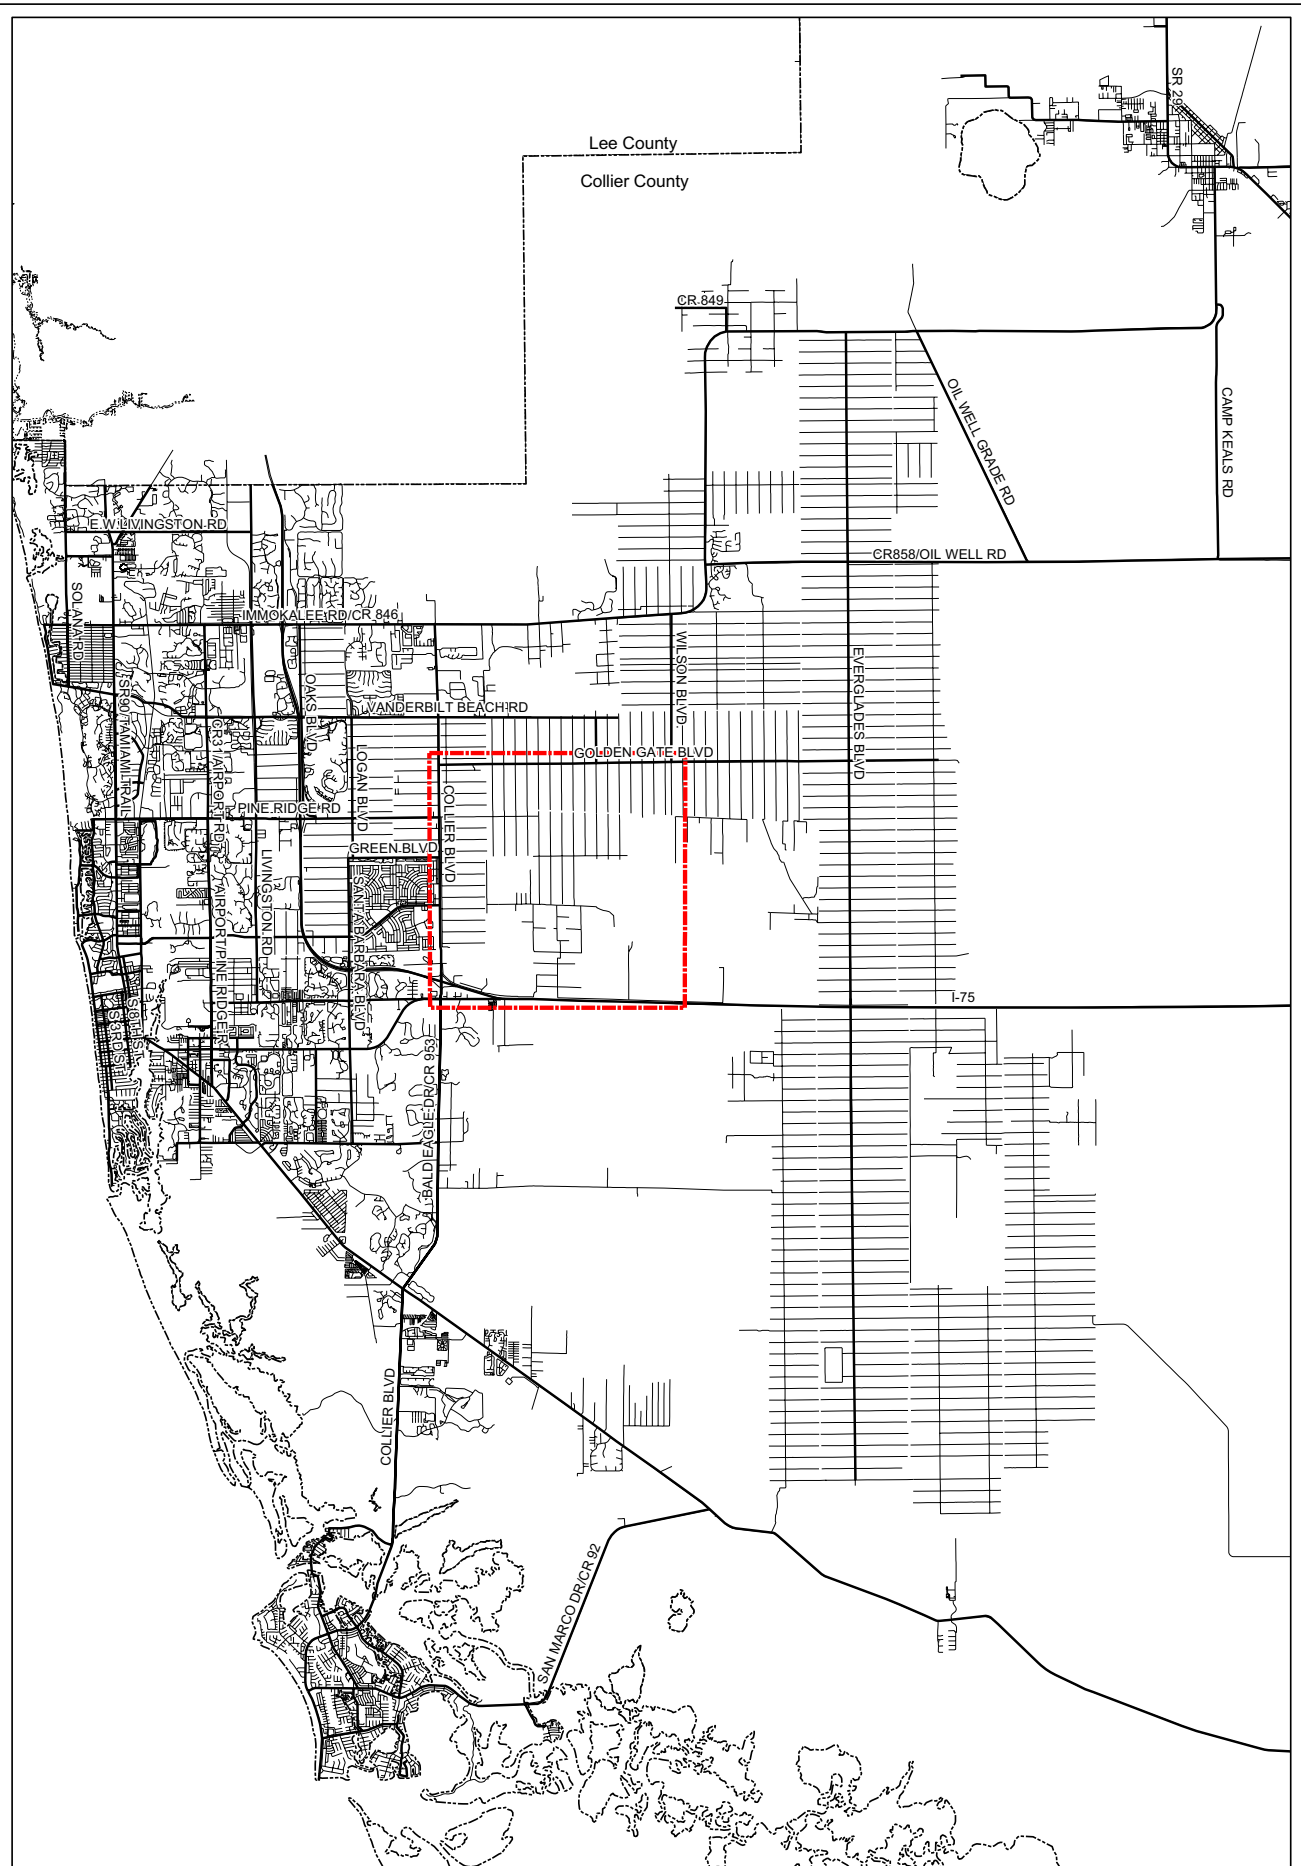 SR 29
Lee County
Collier County
CR 849
OIL WELL GRADE RD
CAMP KEALS RD
E.W.LIVINGSTON RD
CR858/OIL WELL RD
SOLANA RD
IMMOKALEE RD/CR 846
WILSON BLVD.
EVERGLADES BLVD
OAKS BLVD
SR90/TAMIAMI TRAIL
VANDERBILT BEACH RD
CR31/AIRPORT RD
LOGAN BLVD
GOLDEN GATE BLVD
COLLIER BLVD
PINE RIDGE RD
GREEN BLVD
LIVINGSTON RD
SANTA BARBARA BLVD
AIRPORT/PINE RIDGE R
I-75
BALD EAGLE DR/CR 953
COLLIER BLVD
SAN MARCO DR/CR 92